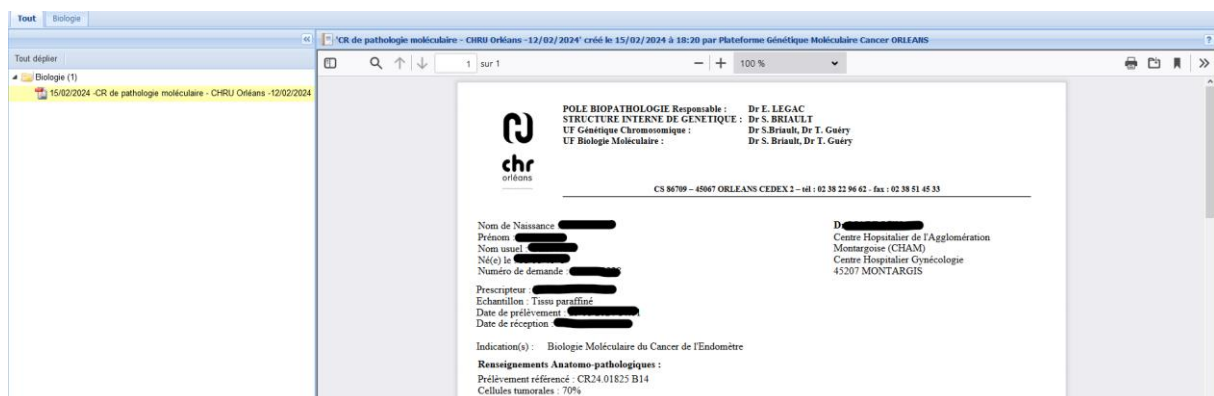 Tout Biologie
Tout déplier
Biologie (1)
15/02/2024 -CR de pathologie moléculaire - CHRU Orléans -12/02/2024
'CR de pathologie moléculaire - CHRU Orléans -12/02/2024' créé le 15/02/2024 à 18:20 par Plateforme Génétique Moléculaire Cancer ORLEANS
1 sur 1 100 %
POLE BIOPATHOLOGIE Responsable : Dr E. LEGAC
STRUCTURE INTERNE DE GENETIQUE : Dr S. BRIAULT
UF Génétique Chromosomique : Dr S.Briault, Dr T. Guéry
UF Biologie Moléculaire : Dr S. Briault, Dr T. Guéry
chr
orléans
CS 86709 – 45067 ORLEANS CEDEX 2 – tél : 02 38 22 96 62 - fax : 02 38 51 45 33
Nom de Naissance
Prénom :
Nom usuel :
Né(e) le
Numéro de demande :
Centre Hopsitalier de l'Agglomération
Montargoise (CHAM)
Centre Hospitalier Gynécologie
45207 MONTARGIS
Prescripteur :
Echantillon : Tissu paraffiné
Date de prélèvement :
Date de réception :
Indication(s) : Biologie Moléculaire du Cancer de l'Endomètre
Renseignements Anatomo-pathologiques :
Prélèvement référencé : CR24.01825 B14
Cellules tumorales : 70%